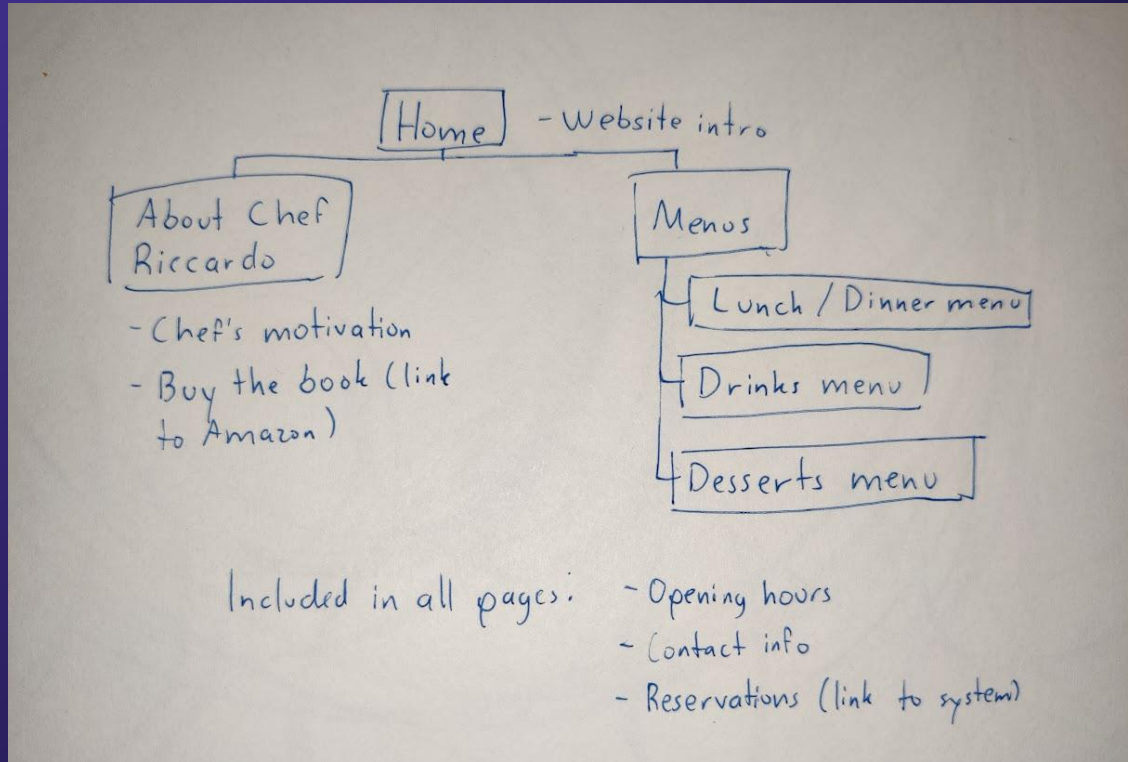 Home - Website intro
About Chef
Riccardo
- Chef's motivation
- Buy the book (link
to Amazon)
Menus
Lunch / Dinner menu
Drinks menu
Desserts menu
Included in all pages:
- Opening hours
- Contact info
- Reservations (link to system)